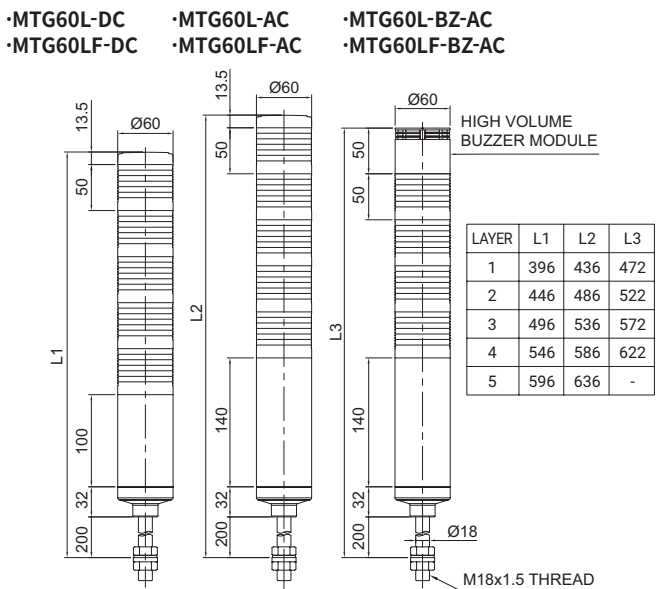 ·MTG60L-DC ·MTG60L-AC ·MTG60L-BZ-AC
·MTG60LF-DC ·MTG60LF-AC ·MTG60LF-BZ-AC
13.5
Ø60
50
L1
100
32
200
13.5
Ø60
50
L2
140
32
200
Ø60
HIGH VOLUME
BUZZER MODULE
50
50
L3
140
32
200
Ø18
M18x1.5 THREAD
LAYER L1 L2 L3
1 396 436 472
2 446 486 522
3 496 536 572
4 546 586 622
5 596 636 -